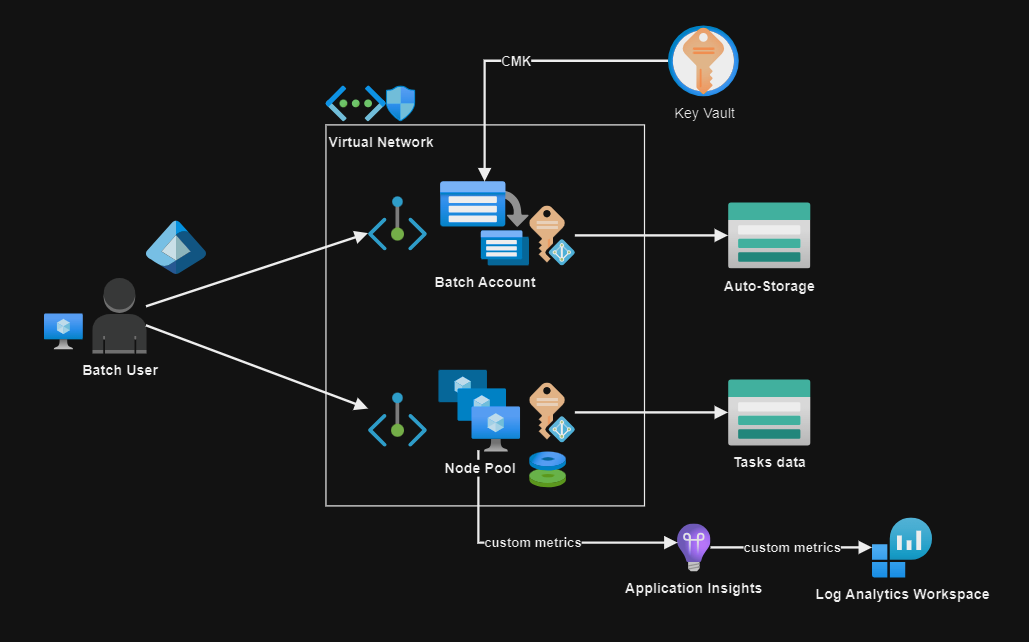 CMK
Key Vault
Virtual Network
Batch Account
Auto-Storage
Batch User
Node Pool
Tasks data
custom metrics
custom metrics
Application Insights
Log Analytics Workspace